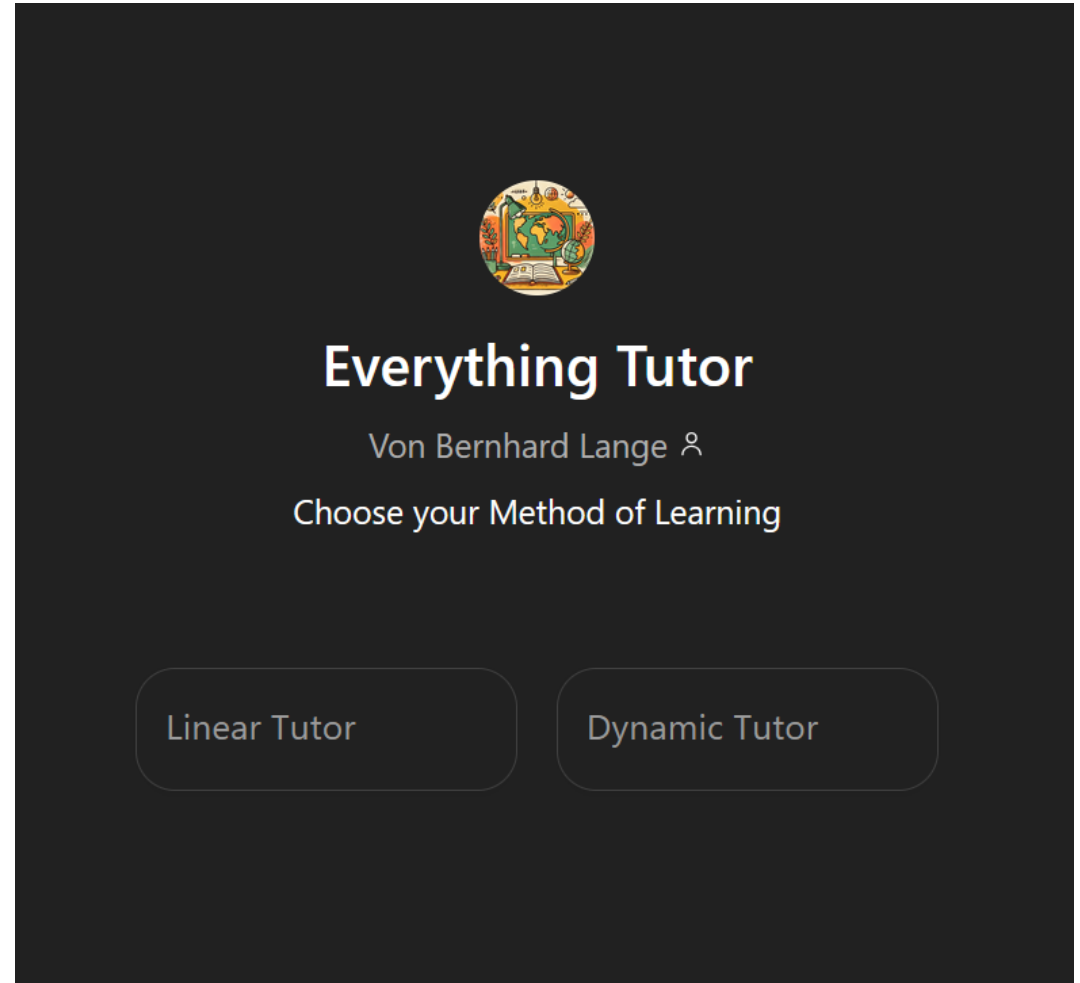 Everything Tutor
Von Bernhard Lange
Choose your Method of Learning
Linear Tutor
Dynamic Tutor